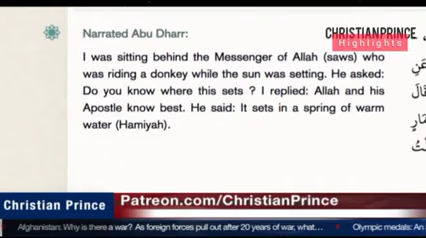 CHRISTIANPRINCE
Highlights
Narrated Abu Dharr:
I was sitting behind the Messenger of Allah (saws) who
was riding a donkey while the sun was setting. He asked:
Do you know where this sets ? I replied: Allah and his
Apostle know best. He said: It sets in a spring of warm
water (Hamiyah).
Christian Prince
Patreon.com/ChristianPrince
Afghanistan: Why is there a war? As foreign forces pull out after 20 years of war, what...
Olympic medals: An